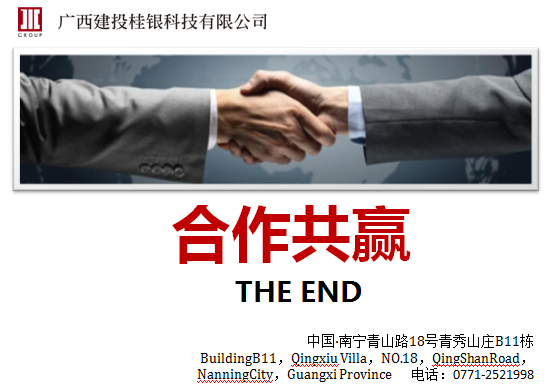 GROUP
广西建投桂银科技有限公司
合作共赢
THE END
中国·南宁青山路18号青秀山庄B11栋
BuildingB11，Qingxiu Villa，NO.18，QingShanRoad，
NanningCity，Guangxi Province 电话：0771-2521998